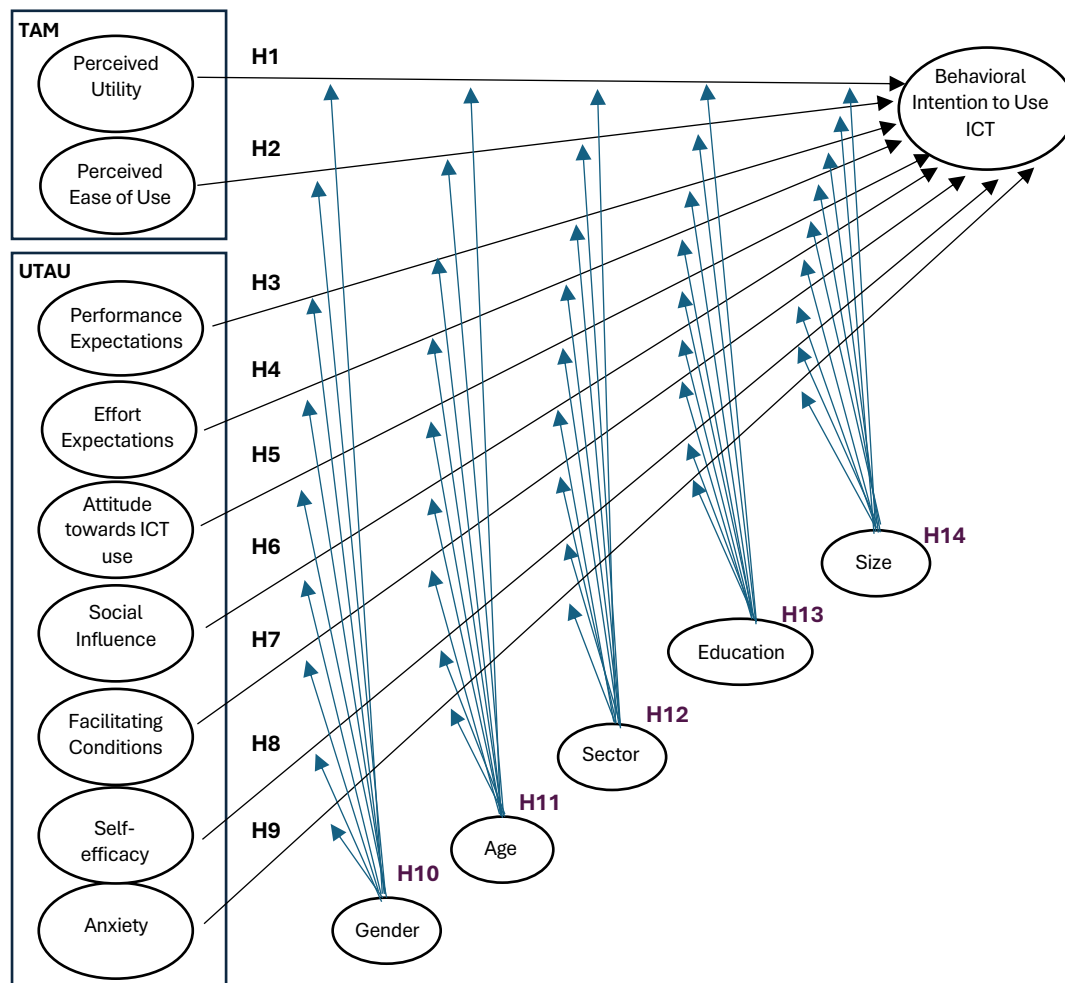 TAM
Perceived
Utility
H1
Behavioral
Intention to Use
ICT
Perceived
Ease of Use
H2
UTAU
Performance
Expectations
H3
Effort
Expectations
H4
Attitude
towards ICT
use
H5
Social
Influence
H6
Facilitating
Conditions
H7
Self-
efficacy
H8
Anxiety
H9
Gender
H10
Age
H11
Sector
H12
Education
H13
Size
H14